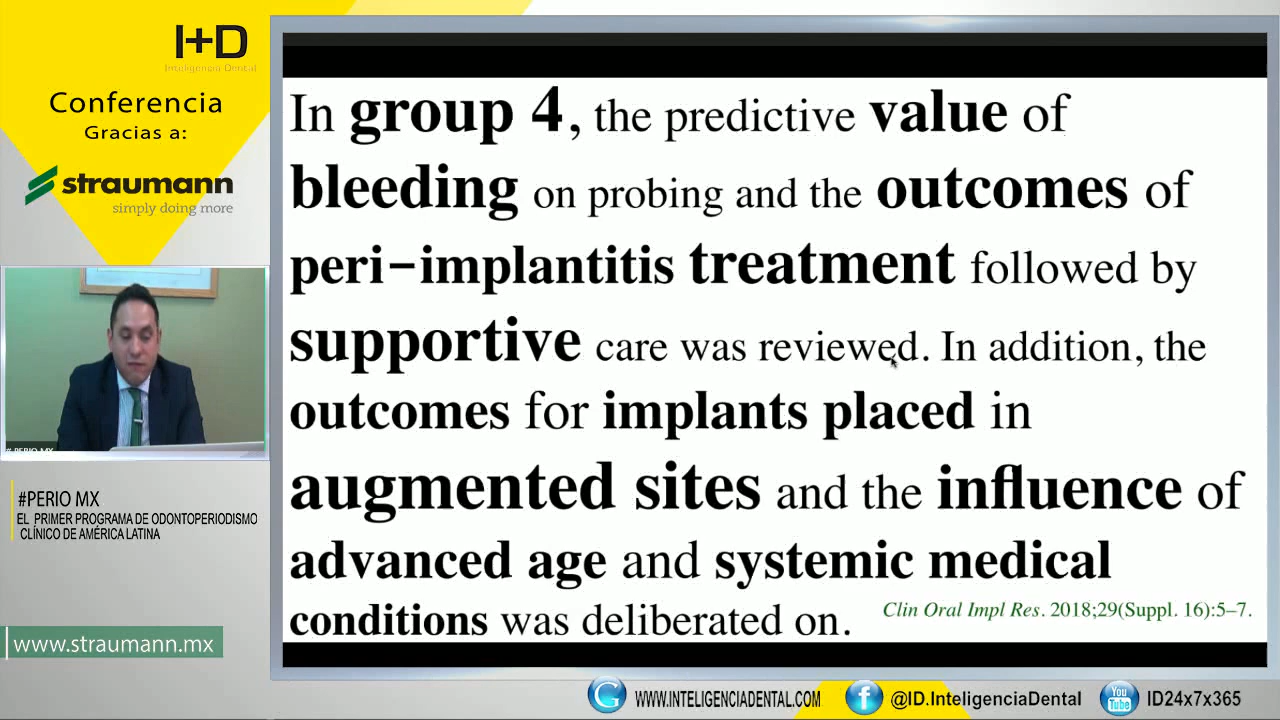 I+D
Inteligencia Dental
Conferencia
Gracias a:
straumann
simply doing more
# PERIO MX
#PERIO MX
EL PRIMER PROGRAMA DE ODONTOPERIODISMO
CLÍNICO DE AMÉRICA LATINA
www.straumann.mx
In group 4, the predictive value of
bleeding on probing and the outcomes of
peri–implantitis treatment followed by
supportive care was reviewed. In addition, the
outcomes for implants placed in
augmented sites and the influence of
advanced age and systemic medical
conditions was deliberated on.
Clin Oral Impl Res. 2018;29(Suppl. 16):5–7.
WWW.INTELIGENCIADENTAL.COM
@ID.InteligenciaDental
You
Tube
ID24x7x365